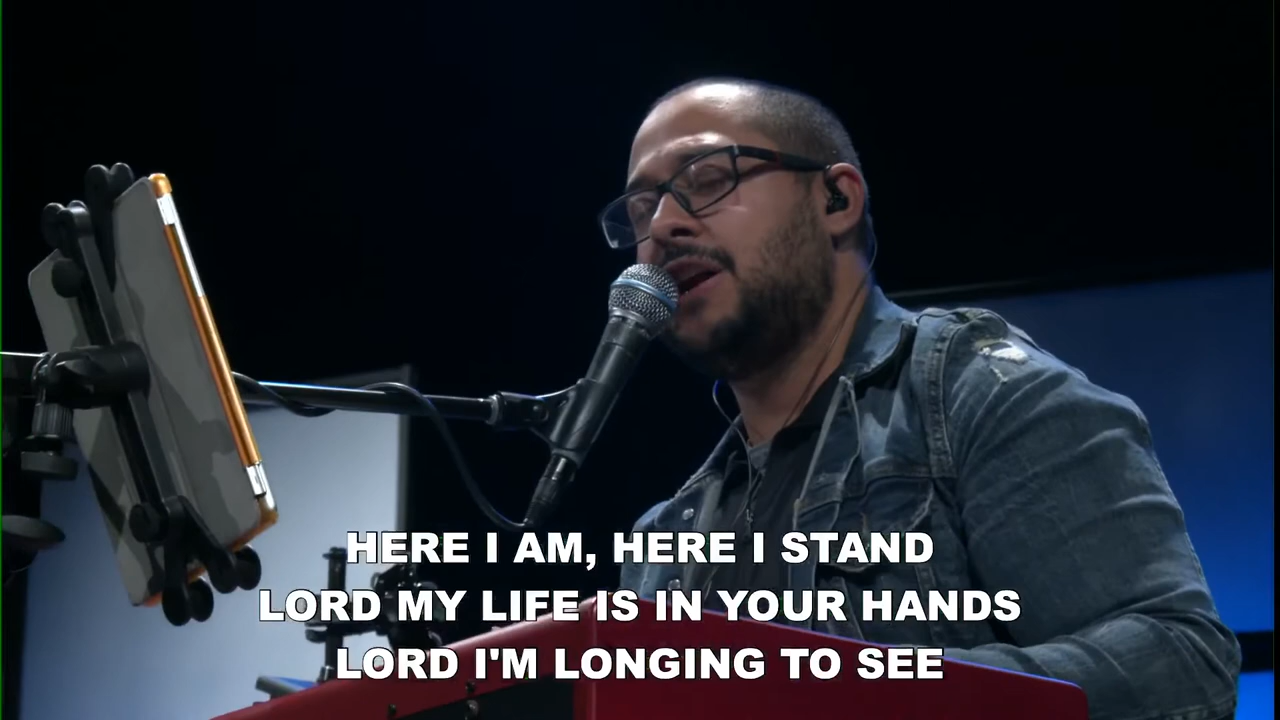 HERE I AM, HERE I STAND
LORD MY LIFE IS IN YOUR HANDS
LORD I'M LONGING TO SEE